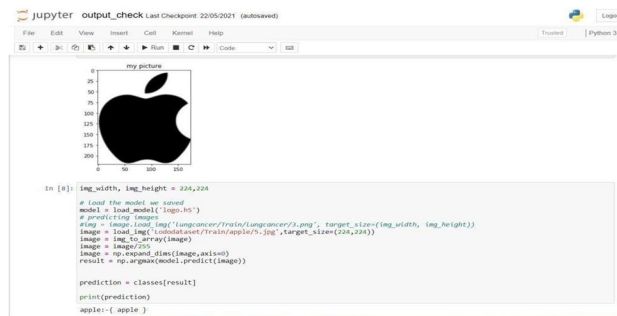 jupyter output_check Last Checkpoint: 22/05/2021 (autosaved)
Logo
File Edit View Insert Cell Kernel Help
Trusted
Python 3
Run
Code
my picture
0
25
50
75
100
125
150
175
200
0 50 100 150
In [8]: img_width, img_height = 224,224
# load the model we saved
model = load_model('logo.h5')
# predicting images
#img = image.load_img('Lungcancer/Train/Lungcancer/3.png', target_size=(img_width, img_height))
image = load_img('Lododataset/Train/apple/5.jpg',target_size=(224,224))
image = img_to_array(image)
image = image/255
image = np.expand_dims(image,axis=0)
result = np.argmax(model.predict(image))
prediction = classes[result]
print(prediction)
apple:-{ apple }